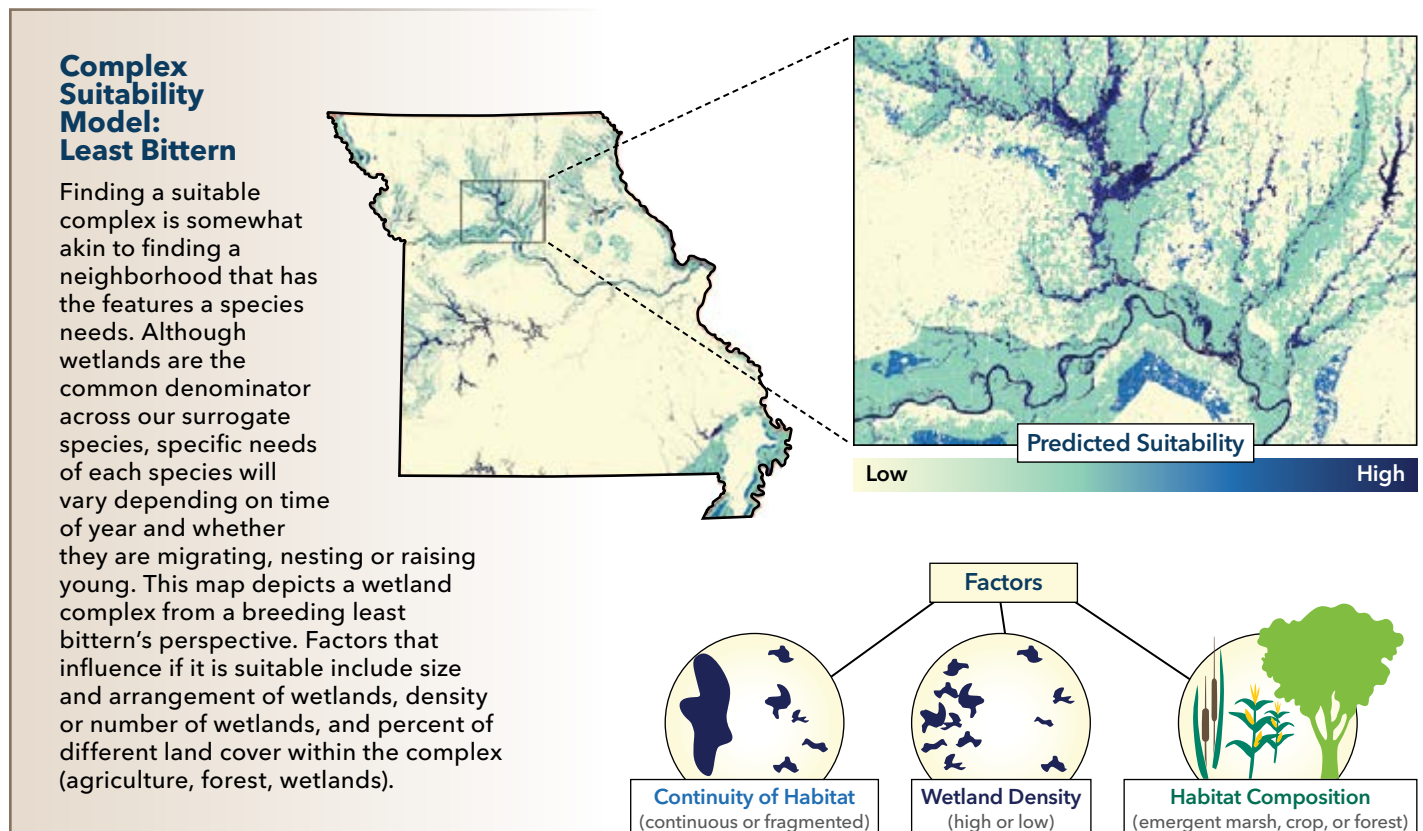 Complex
Suitability
Model:
Least Bittern
Finding a suitable
complex is somewhat
akin to finding a
neighborhood that has
the features a species
needs. Although
wetlands are the
common denominator
across our surrogate
species, specific needs
of each species will
vary depending on time
of year and whether
they are migrating, nesting or raising
young. This map depicts a wetland
complex from a breeding least
bittern’s perspective. Factors that
influence if it is suitable include size
and arrangement of wetlands, density
or number of wetlands, and percent of
different land cover within the complex
(agriculture, forest, wetlands).
Predicted Suitability
Low
High
Factors
Continuity of Habitat
(continuous or fragmented)
Wetland Density
(high or low)
Habitat Composition
(emergent marsh, crop, or forest)